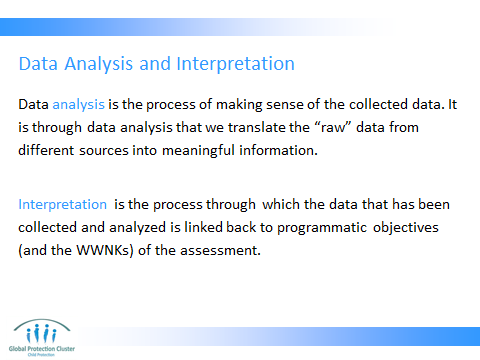 Data Analysis and Interpretation
Data analysis is the process of making sense of the collected data. It
is through data analysis that we translate the “raw” data from
different sources into meaningful information.
Interpretation is the process through which the data that has been
collected and analyzed is linked back to programmatic objectives
(and the WWNKs) of the assessment.
Global Protection Cluster
Child Protection